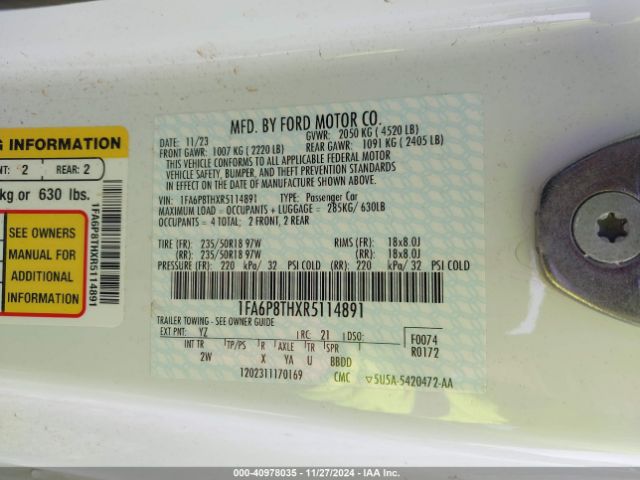 G INFORMATION
NT: 2 REAR: 2
kg or 630 lbs.
SEE OWNERS
MANUAL FOR
ADDITIONAL
INFORMATION
1FA6P8THXR5114891
MFD. BY FORD MOTOR CO.
DATE: 11/23 GVWR: 2050 KG ( 4520 LB)
FRONT GAWR: 1007 KG ( 2220 LB) REAR GAWR: 1091 KG ( 2405 LB)
THIS VEHICLE CONFORMS TO ALL APPLICABLE FEDERAL MOTOR
VEHICLE SAFETY, BUMPER, AND THEFT PREVENTION STANDARDS
IN EFFECT ON THE DATE OF MANUFACTURE SHOWN ABOVE.
VIN: 1FA6P8THXR5114891 TYPE: Passenger Car
MAXIMUM LOAD = OCCUPANTS + LUGGAGE = 285KG/ 630LB
OCCUPANTS = 4 TOTAL: 2 FRONT, 2 REAR
TIRE (FR): 235/50R18 97W RIMS (FR): 18x8.0J
(RR): 235/50R18 97W (RR): 18x8.0J
PRESSURE (FR): 220 kPa/ 32 PSI COLD (RR): 220 kPa/ 32 PSI COLD
1FA6P8THXR5114891
TRAILER TOWING - SEE OWNER GUIDE
EXT PNT: YZ RC: 21 DSO: F0074
INT TR TP/PS R AXLE TR SPR R0172
2W X YA U BBDD
1202311170169 CMC ▽5U5A-5420472-AA
000-40978035 - 11/27/2024 - IAA Inc.